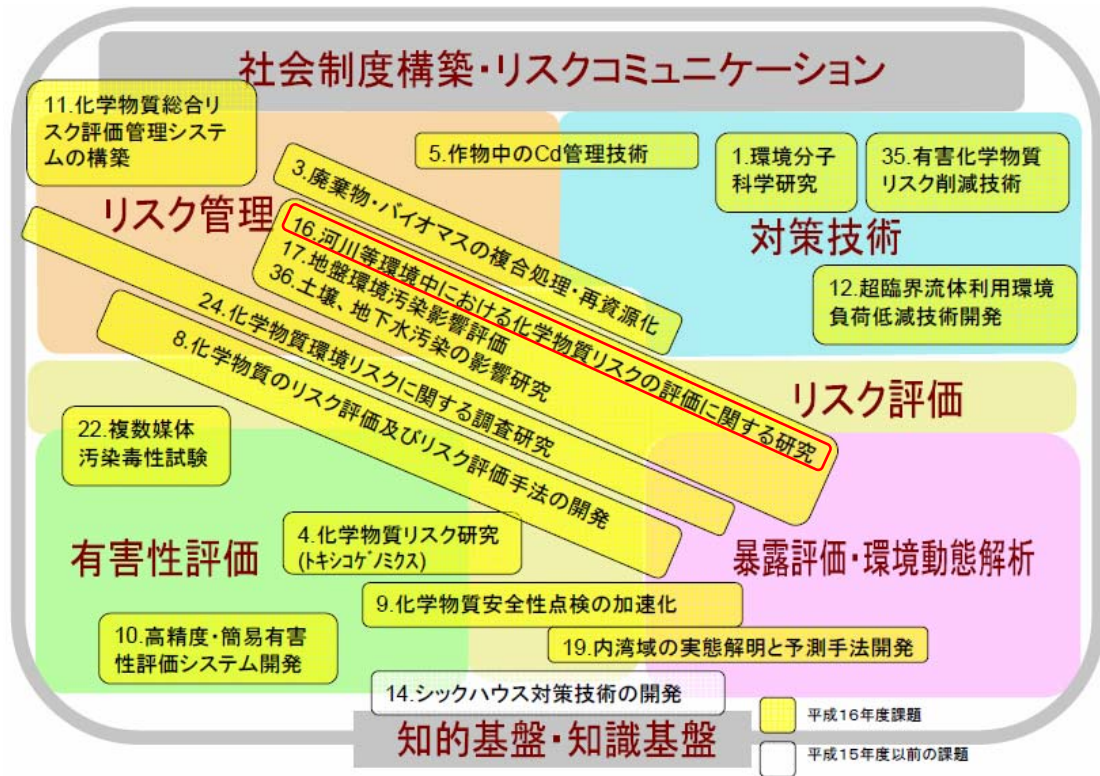 社会制度構築・リスクコミュニケーション
11.化学物質総合リ
スク評価管理システ
ムの構築
5.作物中のCd管理技術
1.環境分子
科学研究
35.有害化学物質
リスク削減技術
リスク管理
対策技術
3.廃棄物・バイオマスの複合処理・再資源化
16.河川等環境中における化学物質リスクの評価に関する研究
17.地盤環境汚染影響評価
36.土壌、地下水汚染の影響研究
12.超臨界流体利用環境
負荷低減技術開発
24.化学物質環境リスクに関する調査研究
8.化学物質のリスク評価及びリスク評価手法の開発
リスク評価
22.複数媒体
汚染毒性試験
有害性評価
4.化学物質リスク研究
(ﾄｷｼｺｹﾞﾉﾐｸｽ)
暴露評価・環境動態解析
9.化学物質安全性点検の加速化
10.高精度・簡易有害
性評価システム開発
19.内湾域の実態解明と予測手法開発
14.シックハウス対策技術の開発
知的基盤・知識基盤
平成16年度課題
平成15年度以前の課題